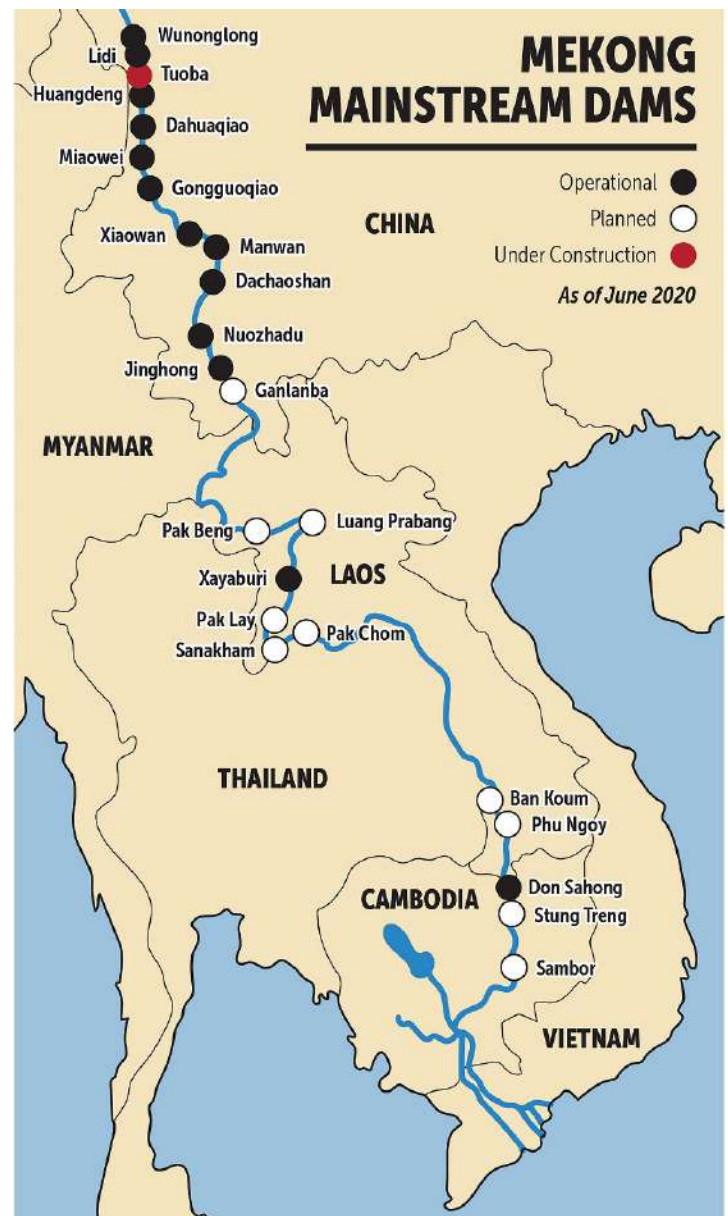 MEKONG
MAINSTREAM DAMS
Operational
Planned
Under Construction
As of June 2020
Wunonglong
Lidi
Tuoba
Huangdeng
Dahuaqiao
Miaowei
Gongguoqiao
Xiaowan
CHINA
Manwan
Dachaoshan
Nuozhadu
Jinghong
Ganlanba
MYANMAR
Pak Beng
Luang Prabang
Xayaburi
LAOS
Pak Lay
Pak Chom
Sanakham
THAILAND
Ban Koum
Phu Ngoy
Don Sahong
CAMBODIA
Stung Treng
Sambor
VIETNAM